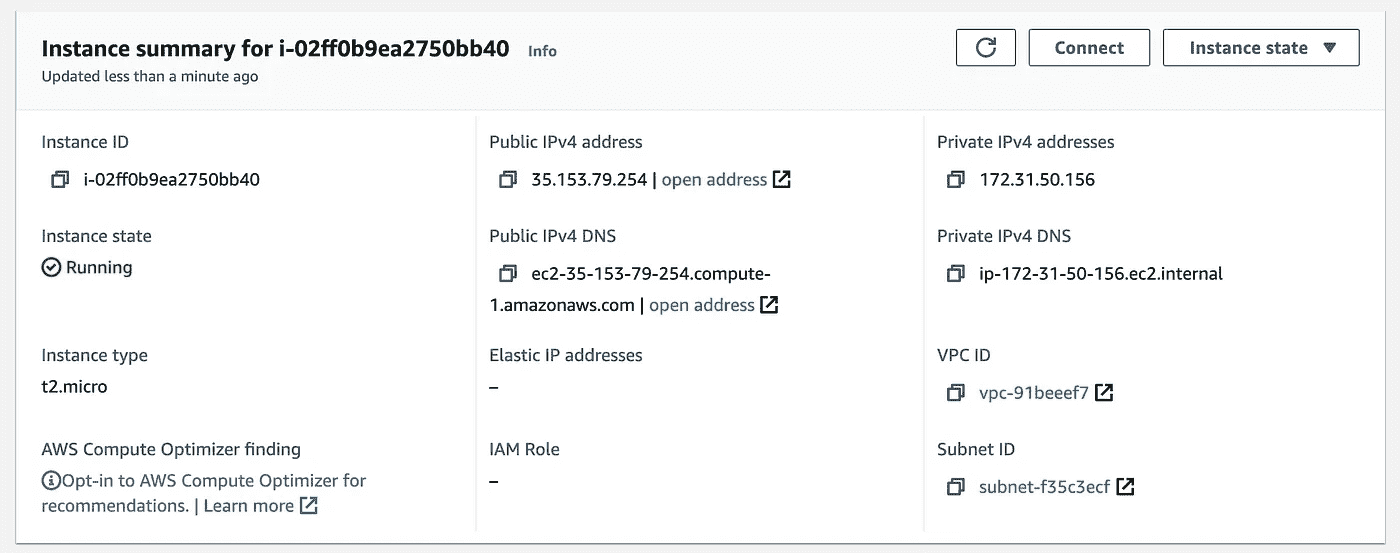 Instance summary for i-02ff0b9ea2750bb40 Info
Updated less than a minute ago
Connect
Instance state
Instance ID
i-02ff0b9ea2750bb40
Public IPv4 address
35.153.79.254 | open address
Private IPv4 addresses
172.31.50.156
Instance state
Running
Public IPv4 DNS
ec2-35-153-79-254.compute-
1.amazonaws.com | open address
Private IPv4 DNS
ip-172-31-50-156.ec2.internal
Instance type
t2.micro
Elastic IP addresses
–
VPC ID
vpc-91beeef7
AWS Compute Optimizer finding
Opt-in to AWS Compute Optimizer for
recommendations. | Learn more
IAM Role
–
Subnet ID
subnet-f35c3ecf